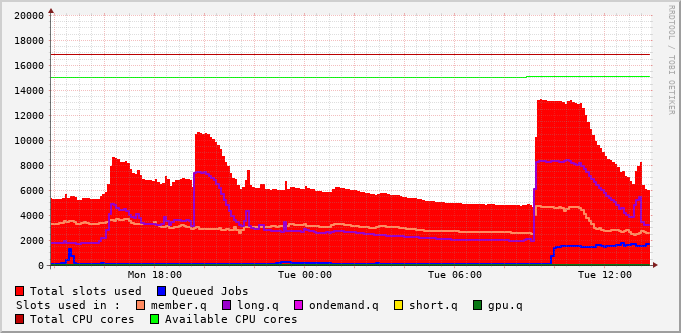 20000
18000
16000
14000
12000
10000
8000
6000
4000
2000
0
Mon 18:00 Tue 00:00 Tue 06:00 Tue 12:00
RRDTOOL / TOBI OETIKER
Total slots used Queued Jobs
Slots used in : member.q long.q ondemand.q short.q gpu.q
Total CPU cores Available CPU cores